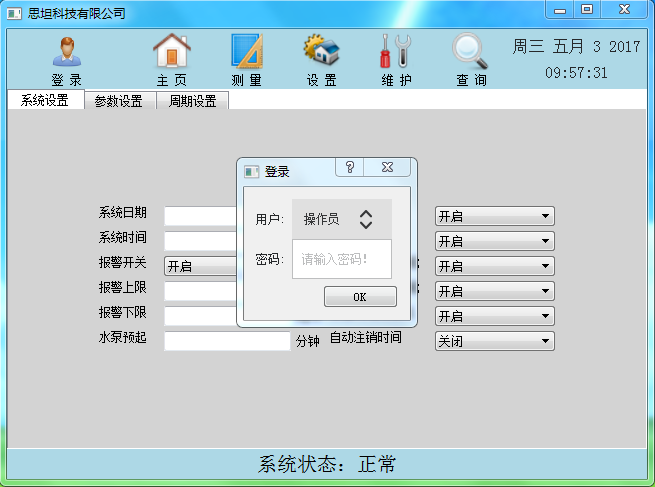 思坦科技有限公司
登 录
主 页
测 量
设 置
维 护
查 询
周三 五月 3 2017
09:57:31
系统设置
参数设置
周期设置
登录
用户:
操作员
密码:
请输入密码!
OK
系统日期
开启
系统时间
开启
报警开关
开启
开启
报警上限
开启
报警下限
开启
水泵预起
分钟
自动注销时间
关闭
系统状态: 正常